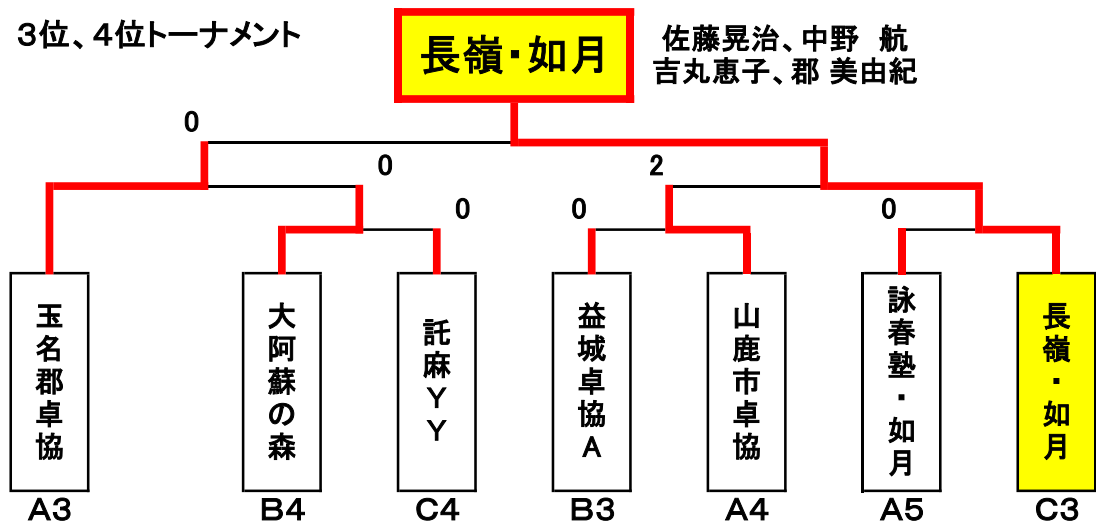 3位、4位トーナメント
長嶺・如月
佐藤晃治、中野　航
吉丸恵子、郡 美由紀
0
0
2
0
0
0
玉名郡卓協
大阿蘇の森
託麻YY
益城卓協A
山鹿市卓協
詠春塾・如月
長嶺・如月
A3
B4
C4
B3
A4
A5
C3